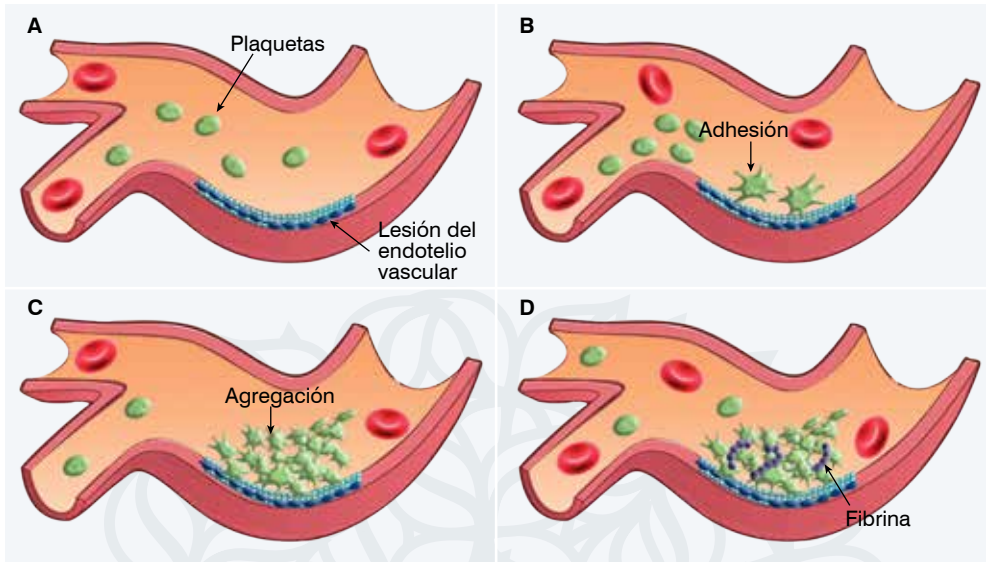 A
Plaquetas
Lesión del
endotelio
vascular
B
Adhesión
C
Agregación
D
Fibrina